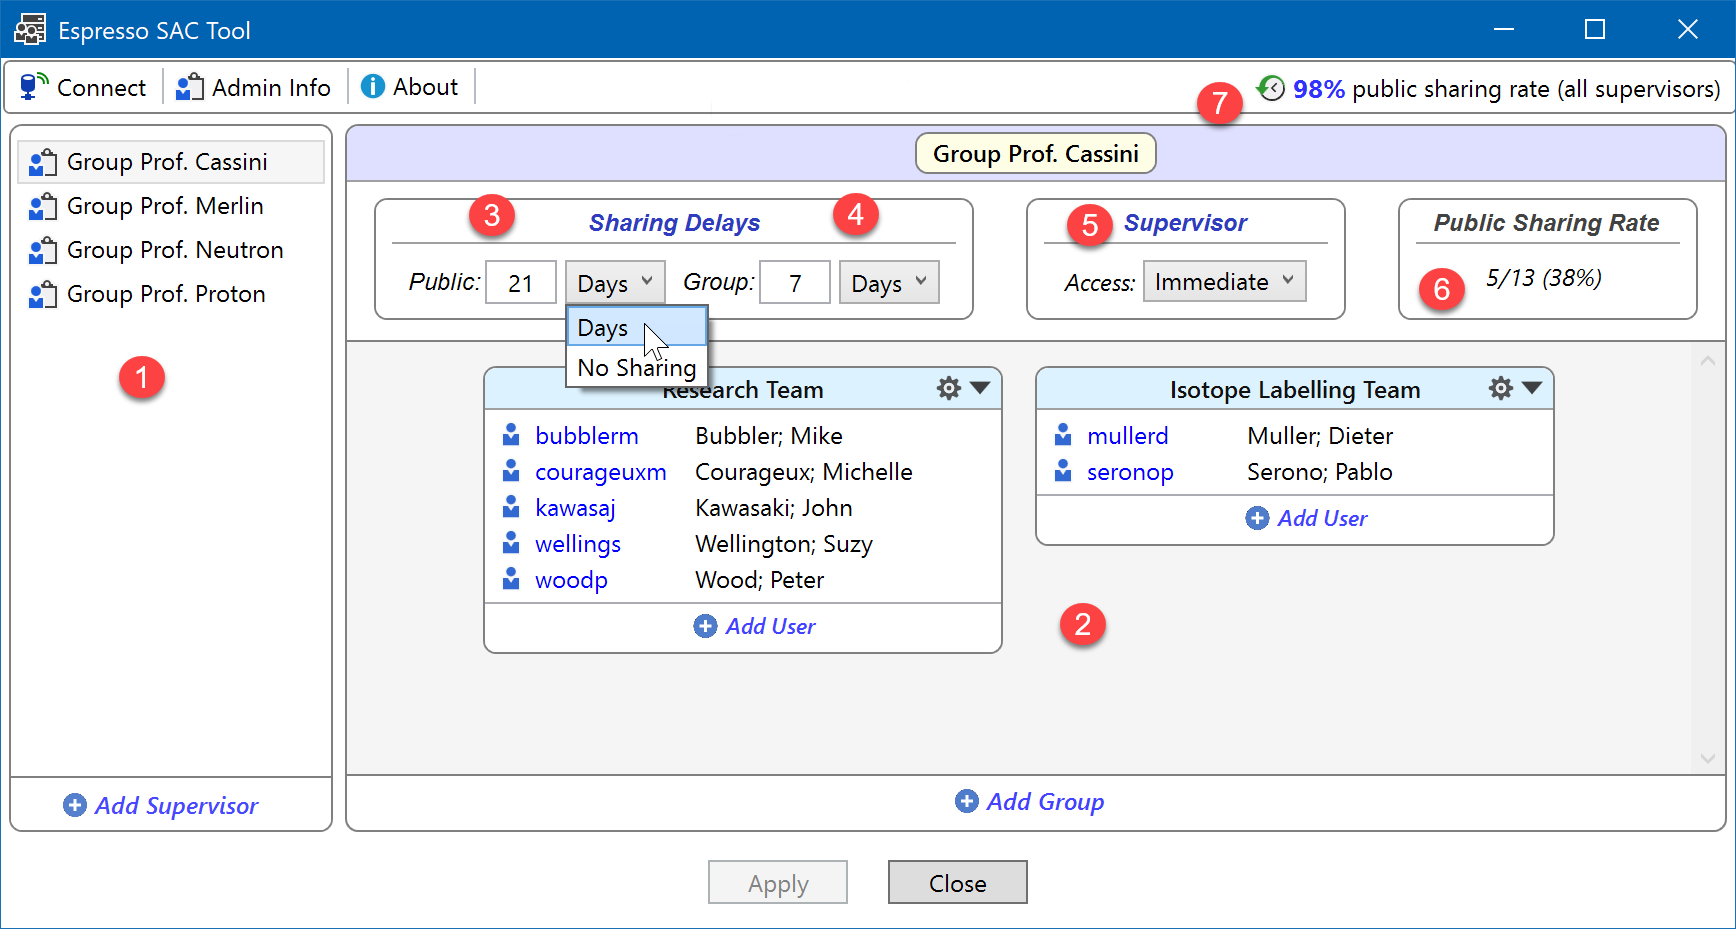 Espresso SAC Tool
Connect Admin Info About 7 98% public sharing rate (all supervisors)
Group Prof. Cassini
Group Prof. Merlin
Group Prof. Neutron
Group Prof. Proton
1
Add Supervisor
Group Prof. Cassini
3 Sharing Delays 4
Public: 21 Days Group: 7 Days
Days
No Sharing
5 Supervisor
Access: Immediate
Public Sharing Rate
6 5/13 (38%)
Research Team
bubblerm Bubbler; Mike
courageuxm Courageux; Michelle
kawasaj Kawasaki; John
wellings Wellington; Suzy
woodp Wood; Peter
Add User
Isotope Labelling Team
mullerd Muller; Dieter
seronop Serono; Pablo
Add User
2
Add Group
Apply Close